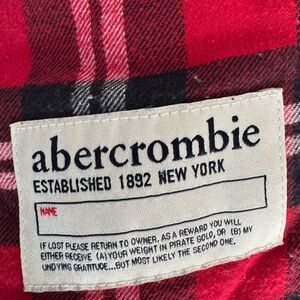 abercrombie
ESTABLISHED 1892 NEW YORK
NAME
IF LOST PLEASE RETURN TO OWNER, AS A REWARD YOU WILL
EITHER RECEIVE (A) YOUR WEIGHT IN PIRATE GOLD, OR (B) MY
UNDYING GRATITUDE...BUT MOST LIKELY THE SECOND ONE.